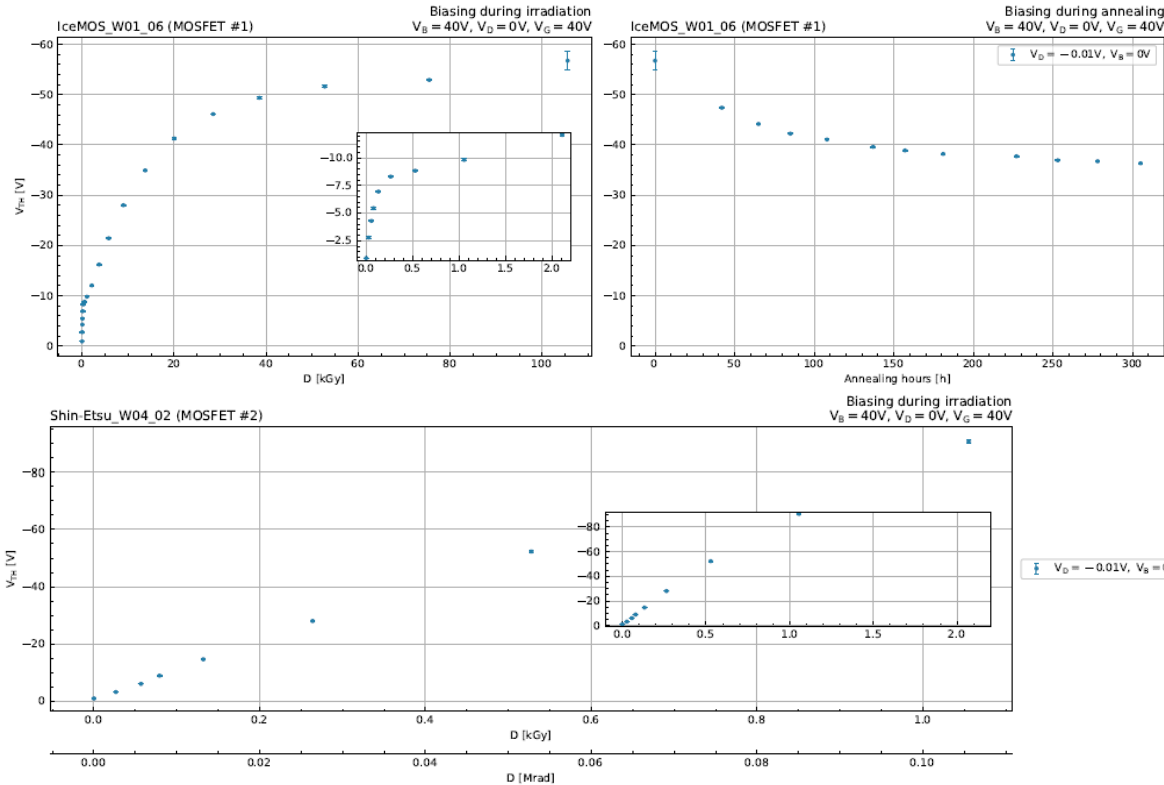 IceMOS_W01_06 (MOSFET #1)
Biasing during irradiation
V_B = 40V, V_D = 0V, V_G = 40V
−60
−50
−40
−30
−20
−10
0
V_TH [V]
−10.0
−7.5
−5.0
−2.5
0.0 0.5 1.0 1.5 2.0
0 20 40 60 80 100
D [kGy]
IceMOS_W01_06 (MOSFET #1)
Biasing during annealing
V_B = 40V, V_D = 0V, V_G = 40V
V_D = −0.01V, V_B = 0V
−60
−50
−40
−30
−20
−10
0
0 50 100 150 200 250 300
Annealing hours [h]
Shin-Etsu_W04_02 (MOSFET #2)
Biasing during irradiation
V_B = 40V, V_D = 0V, V_G = 40V
−80
−60
−40
−20
0
V_TH [V]
−80
−60
−40
−20
0
0.0 0.5 1.0 1.5 2.0
V_D = −0.01V, V_B =
0.0 0.2 0.4 0.6 0.8 1.0
D [kGy]
0.00 0.02 0.04 0.06 0.08 0.10
D [Mrad]